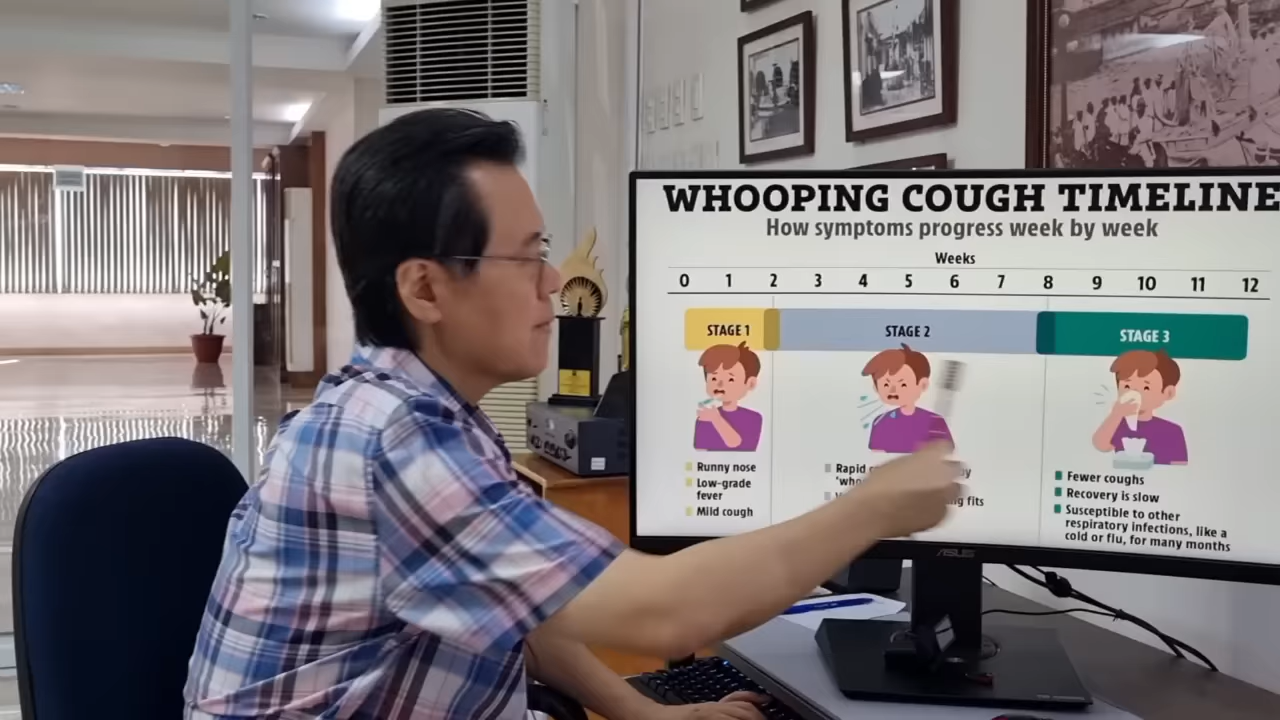 WHOOPING COUGH TIMELINE
How symptoms progress week by week
Weeks
0 1 2 3 4 5 6 7 8 9 10 11 12
STAGE 1
STAGE 2
STAGE 3
Runny nose
Low-grade
fever
Mild cough
Rapid
fits
Fewer coughs
Recovery is slow
Susceptible to other
respiratory infections, like a
cold or flu, for many months
ASUS